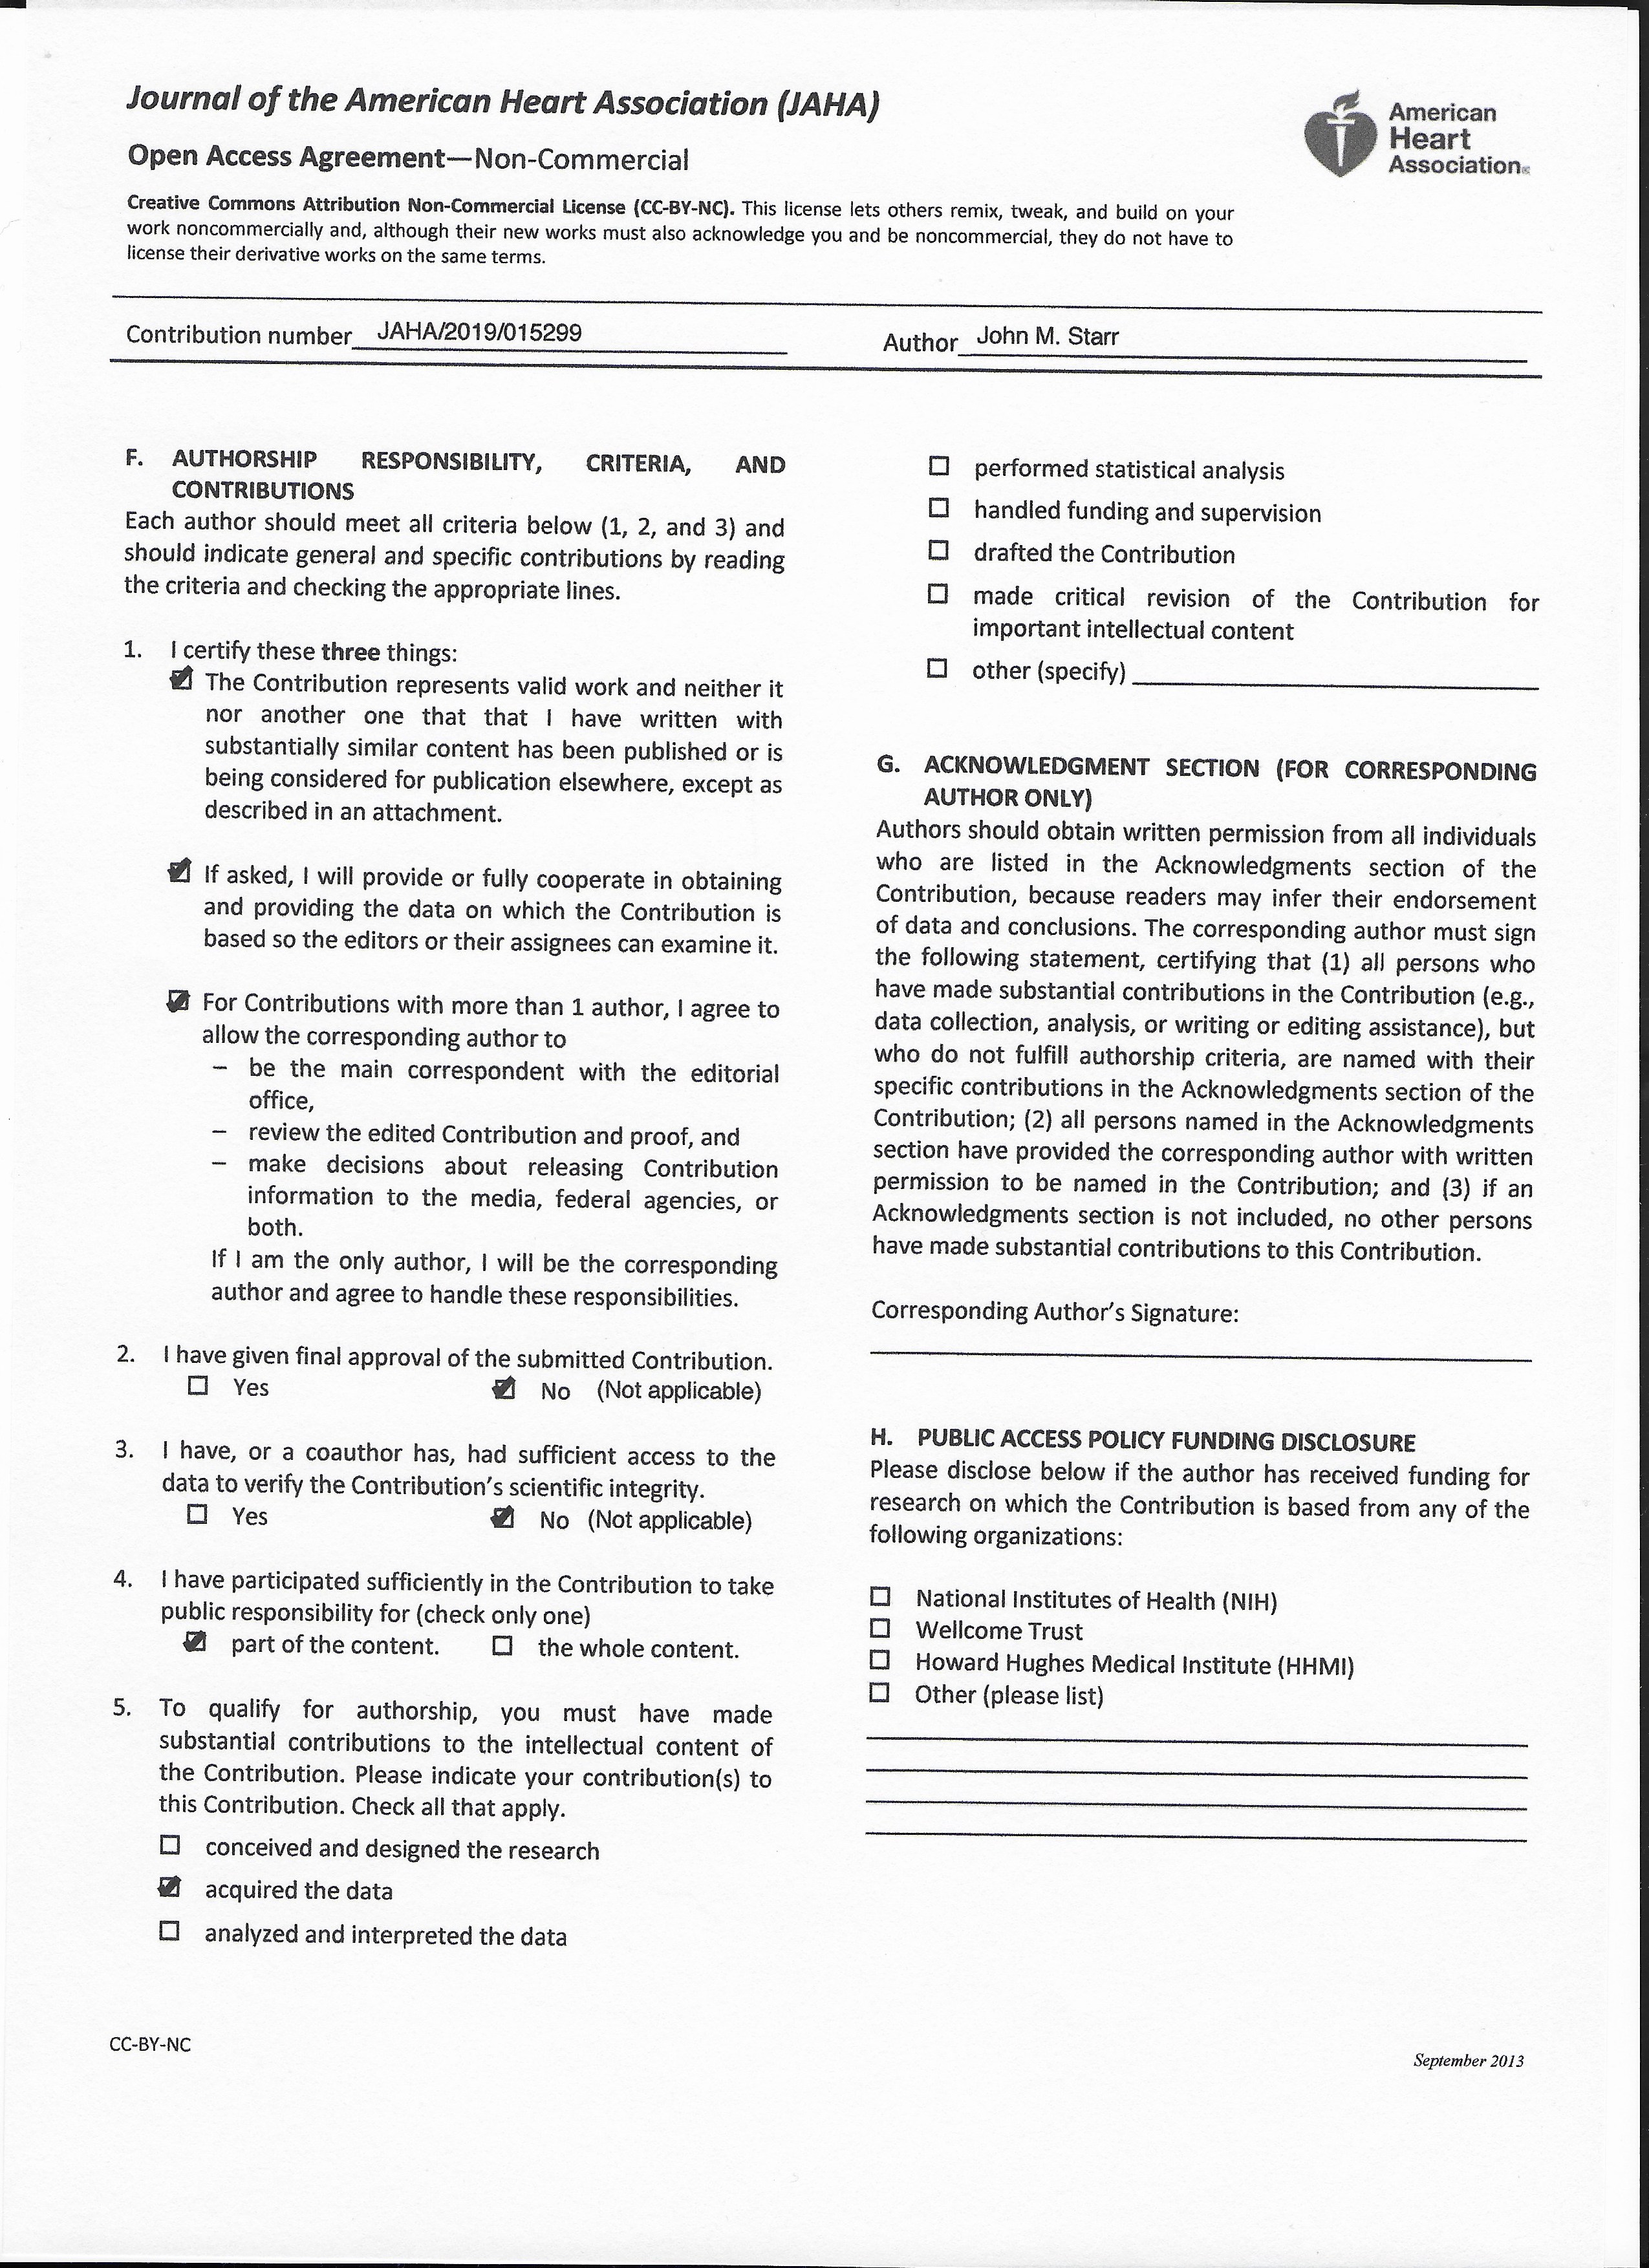 Journal of the American Heart Association (JAHA)
Open Access Agreement—Non-Commercial
Creative Commons Attribution Non-Commercial License (CC-BY-NC). This license lets others remix, tweak, and build on your
work noncommercially and, although their new works must also acknowledge you and be noncommercial, they do not have to
license their derivative works on the same terms.
American
Heart
Association®
Contribution number JAHA/2019/015299
Author John M. Starr
F. AUTHORSHIP RESPONSIBILITY, CRITERIA, AND
CONTRIBUTIONS
Each author should meet all criteria below (1, 2, and 3) and
should indicate general and specific contributions by reading
the criteria and checking the appropriate lines.
1. I certify these three things:
☑ The Contribution represents valid work and neither it
nor another one that that I have written with
substantially similar content has been published or is
being considered for publication elsewhere, except as
described in an attachment.
☑ If asked, I will provide or fully cooperate in obtaining
and providing the data on which the Contribution is
based so the editors or their assignees can examine it.
☑ For Contributions with more than 1 author, I agree to
allow the corresponding author to
– be the main correspondent with the editorial
office,
– review the edited Contribution and proof, and
– make decisions about releasing Contribution
information to the media, federal agencies, or
both.
If I am the only author, I will be the corresponding
author and agree to handle these responsibilities.
2. I have given final approval of the submitted Contribution.
☐ Yes ☑ No (Not applicable)
3. I have, or a coauthor has, had sufficient access to the
data to verify the Contribution's scientific integrity.
☐ Yes ☑ No (Not applicable)
4. I have participated sufficiently in the Contribution to take
public responsibility for (check only one)
☑ part of the content. ☐ the whole content.
5. To qualify for authorship, you must have made
substantial contributions to the intellectual content of
the Contribution. Please indicate your contribution(s) to
this Contribution. Check all that apply.
☐ conceived and designed the research
☑ acquired the data
☐ analyzed and interpreted the data
☐ performed statistical analysis
☐ handled funding and supervision
☐ drafted the Contribution
☐ made critical revision of the Contribution for
important intellectual content
☐ other (specify)
G. ACKNOWLEDGMENT SECTION (FOR CORRESPONDING
AUTHOR ONLY)
Authors should obtain written permission from all individuals
who are listed in the Acknowledgments section of the
Contribution, because readers may infer their endorsement
of data and conclusions. The corresponding author must sign
the following statement, certifying that (1) all persons who
have made substantial contributions in the Contribution (e.g.,
data collection, analysis, or writing or editing assistance), but
who do not fulfill authorship criteria, are named with their
specific contributions in the Acknowledgments section of the
Contribution; (2) all persons named in the Acknowledgments
section have provided the corresponding author with written
permission to be named in the Contribution; and (3) if an
Acknowledgments section is not included, no other persons
have made substantial contributions to this Contribution.
Corresponding Author's Signature:
H. PUBLIC ACCESS POLICY FUNDING DISCLOSURE
Please disclose below if the author has received funding for
research on which the Contribution is based from any of the
following organizations:
☐ National Institutes of Health (NIH)
☐ Wellcome Trust
☐ Howard Hughes Medical Institute (HHMI)
☐ Other (please list)
CC-BY-NC
September 2013